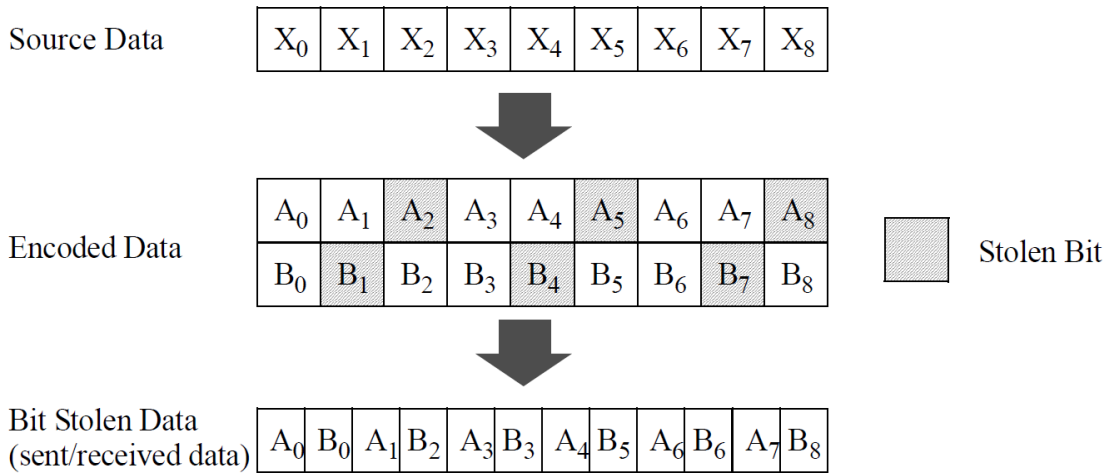 Source Data X₀ X₁ X₂ X₃ X₄ X₅ X₆ X₇ X₈
A₀ A₁ A₂ A₃ A₄ A₅ A₆ A₇ A₈
Encoded Data Stolen Bit
B₀ B₁ B₂ B₃ B₄ B₅ B₆ B₇ B₈
Bit Stolen Data
(sent/received data) A₀ B₀ A₁ B₂ A₃ B₃ A₄ B₅ A₆ B₆ A₇ B₈